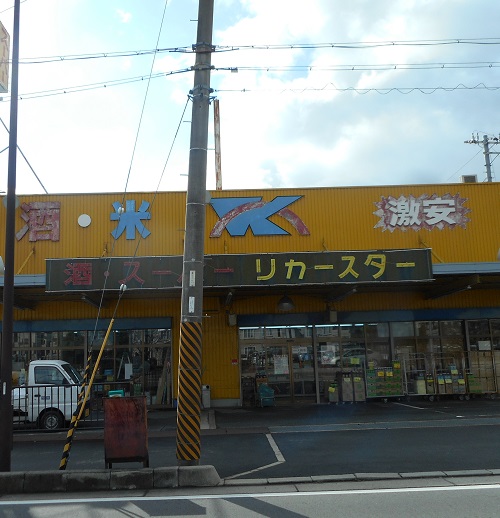 酒・米
激安
酒スーパー リカースター